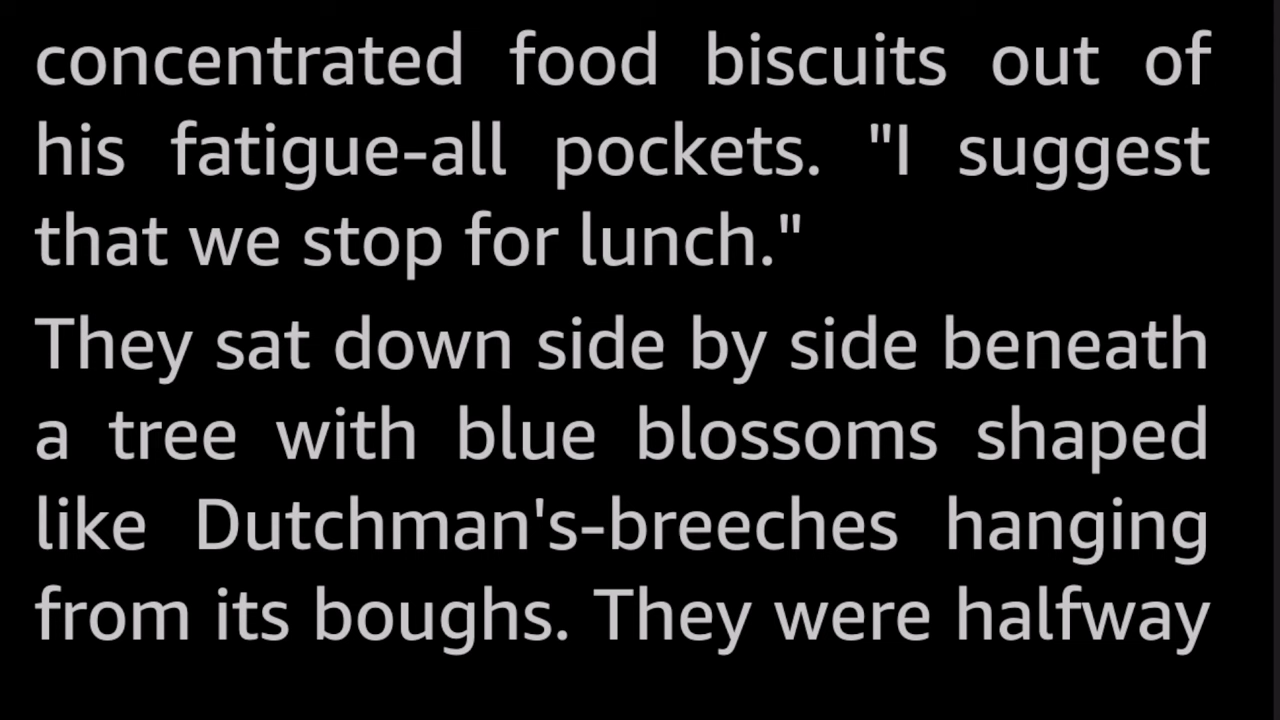 concentrated food biscuits out of
his fatigue-all pockets. "I suggest
that we stop for lunch."
They sat down side by side beneath
a tree with blue blossoms shaped
like Dutchman's-breeches hanging
from its boughs. They were halfway